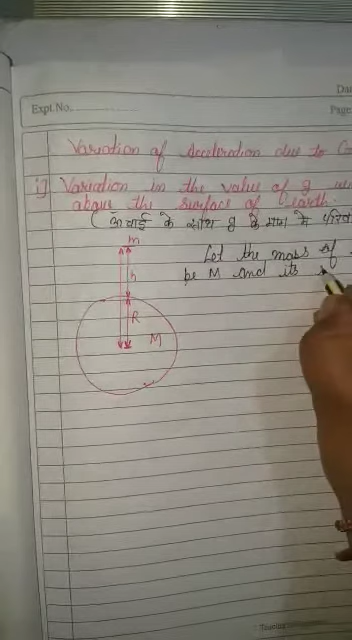 Expt.No.
Page
Variation of Acceleration due to
i) Variation in the value of g
above the surface of earth.
( ऊंचाई के साथ g के मान में
m
h
R
M
Let the mass of
be M and its